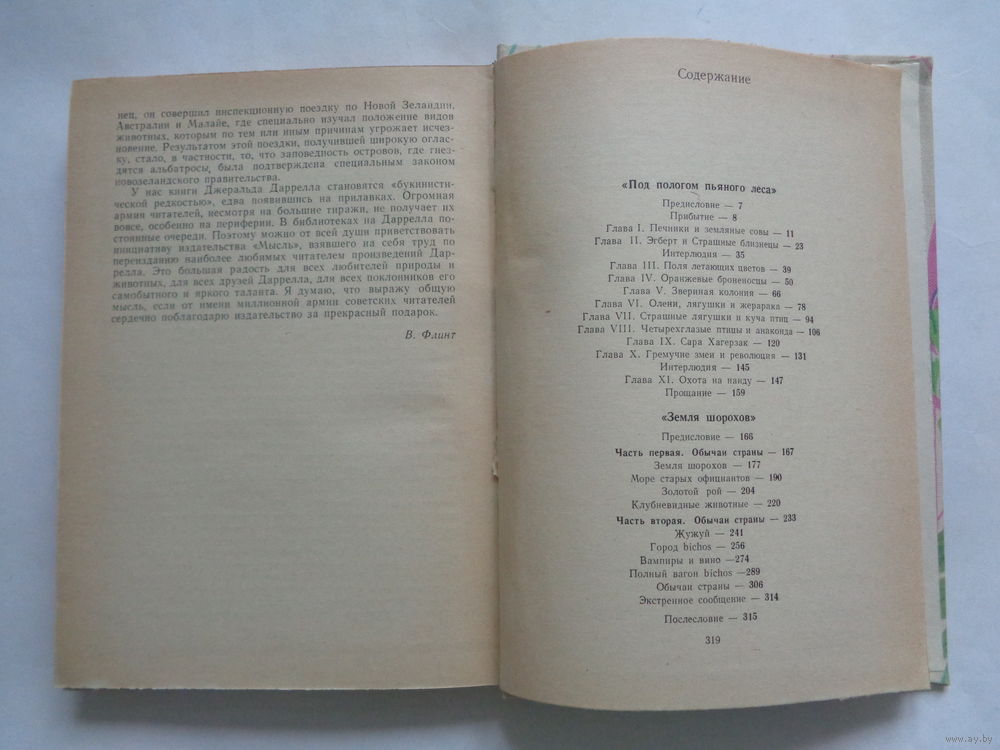 нец, он совершил инспекционную поездку по Новой Зеландии,
Австралии и Малайе, где специально изучал положение видов
животных, которым по тем или иным причинам угрожает исчез-
новение. Результатом этой поездки, получившей широкую оглас-
ку, стало, в частности, то, что заповедность островов, где гнез-
дятся альбатросы, была подтверждена специальным законом
новозеландского правительства.
У нас книги Джеральда Даррелла становятся «букинисти-
ческой редкостью», едва появившись на прилавках. Огромная
армия читателей, несмотря на большие тиражи, не получает их
вовсе, особенно на периферии. В библиотеках на Даррелла по-
стоянные очереди. Поэтому можно от всей души приветствовать
инициативу издательства «Мысль», взявшего на себя труд по
переизданию наиболее любимых читателем произведений Дар-
релла. Это большая радость для всех любителей природы и
животных, для всех друзей Даррелла, для всех поклонников его
самобытного и яркого таланта. Я думаю, что выражу общую
мысль, если от имени миллионной армии советских читателей
сердечно поблагодарю издательство за прекрасный подарок.
В. Флинт
Содержание
«Под пологом пьяного леса»
Предисловие — 7
Прибытие — 8
Глава I. Печники и земляные совы — 11
Глава II. Эгберт и Страшные близнецы — 23
Интерлюдия — 35
Глава III. Поля летающих цветов — 39
Глава IV. Оранжевые броненосцы — 50
Глава V. Звериная колония — 66
Глава VI. Олени, лягушки и жерарака — 78
Глава VII. Страшные лягушки и куча птиц — 94
Глава VIII. Четырехглазые птицы и анаконда — 106
Глава IX. Сара Хагерзак — 120
Глава X. Гремучие змеи и революция — 131
Интерлюдия — 145
Глава XI. Охота на нанду — 147
Прощание — 159
«Земля шорохов»
Предисловие — 166
Часть первая. Обычаи страны — 167
Земля шорохов — 177
Море старых официантов — 190
Золотой рой — 204
Клубневидные животные — 220
Часть вторая. Обычаи страны — 233
Жужуй — 241
Город bichos — 256
Вампиры и вино —274
Полный вагон bichos —289
Обычаи страны — 306
Экстренное сообщение — 314
Послесловие — 315
319
www.ay.by